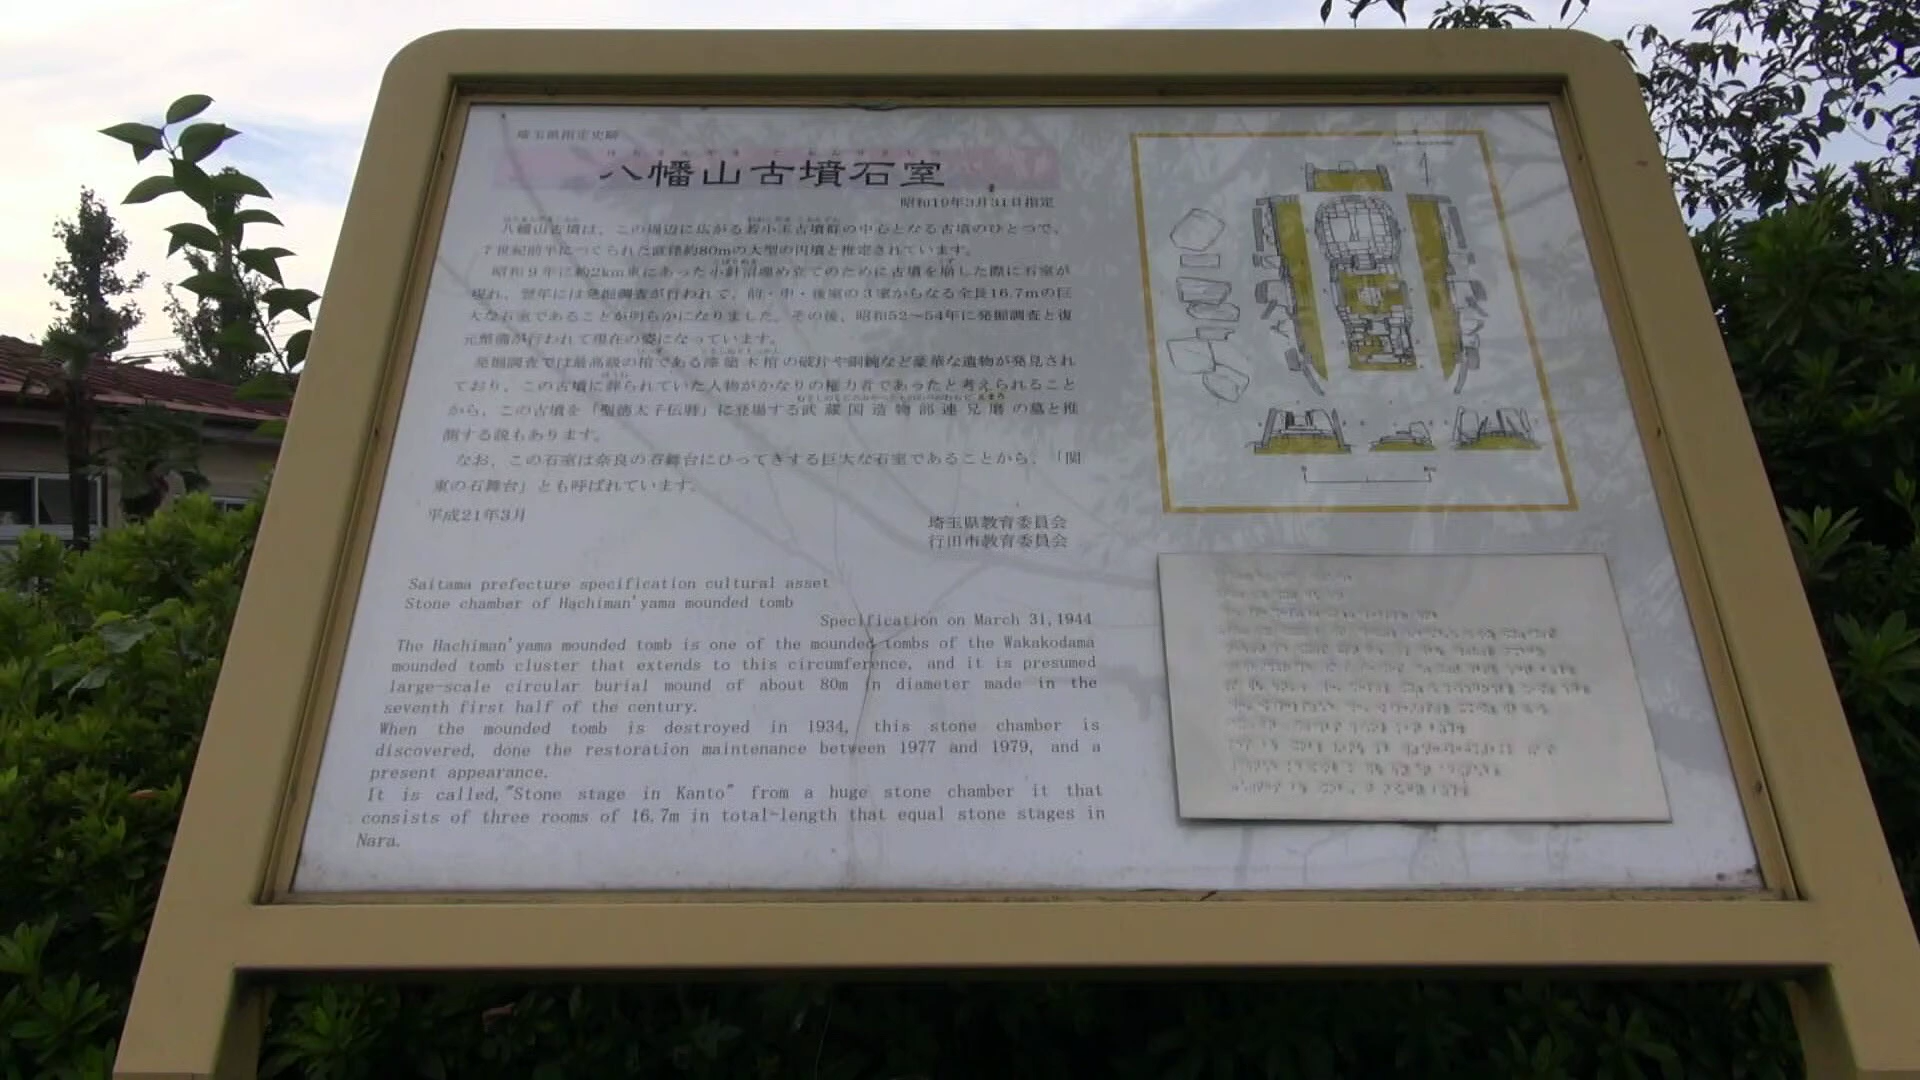 埼玉県指定史跡
はちまんやまこふんせきしつ
八幡山古墳石室
昭和19年3月31日指定
八幡山古墳は、この周辺に広がる若小玉古墳群の中心となる古墳のひとつで、
7世紀前半につくられた直径約80mの大型の円墳と推定されています。
昭和9年に約2km東にあった小針沼埋め立てのために古墳を崩した際に石室が
現れ、翌年には発掘調査が行われて、前・中・後室の3室からなる全長16.7mの巨
大な石室であることが明らかになりました。その後、昭和52～54年に発掘調査と復
元整備が行われて現在の姿になっています。
発掘調査では最高級の棺である漆塗木棺の破片や銅鋺など豪華な遺物が発見され
ており、この古墳に葬られていた人物がかなりの権力者であったと考えられること
から、この古墳を「聖徳太子伝暦」に登場する武蔵国造物部連兄麿の墓と推
測する説もあります。
なお、この石室は奈良の石舞台にひってきする巨大な石室であることから、「関
東の石舞台」とも呼ばれています。
平成21年3月
埼玉県教育委員会
行田市教育委員会
Saitama prefecture specification cultural asset
Stone chamber of Hachiman'yama mounded tomb
Specification on March 31,1944
The Hachiman'yama mounded tomb is one of the mounded tombs of the Wakakodama
mounded tomb cluster that extends to this circumference, and it is presumed
large-scale circular burial mound of about 80m in diameter made in the
seventh first half of the century.
When the mounded tomb is destroyed in 1934, this stone chamber is
discovered, done the restoration maintenance between 1977 and 1979, and a
present appearance.
It is called,"Stone stage in Kanto" from a huge stone chamber it that
consists of three rooms of 16.7m in total-length that equal stone stages in
Nara.